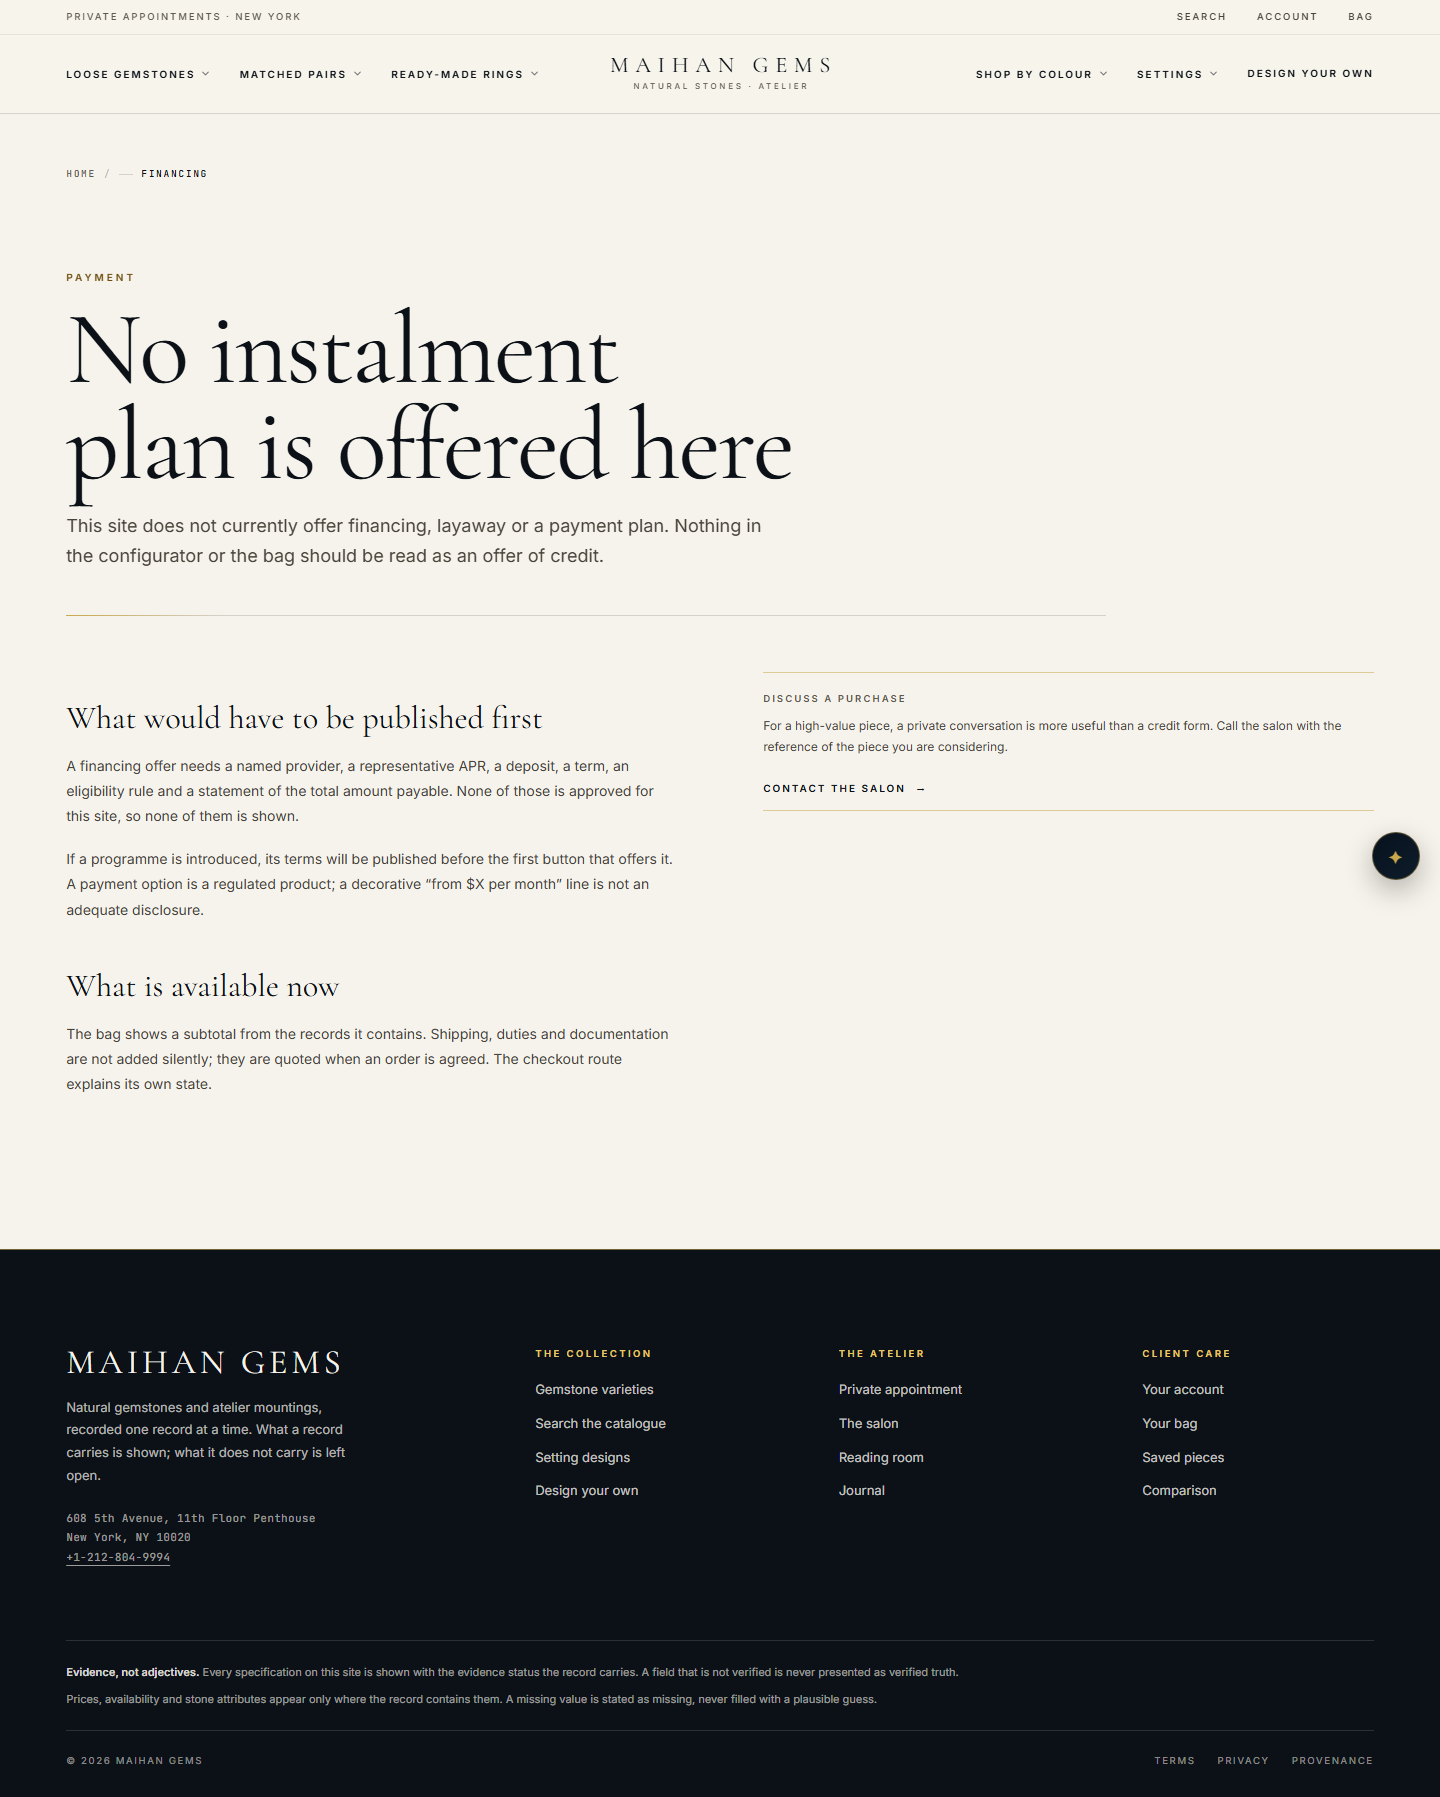 PRIVATE APPOINTMENTS · NEW YORK
SEARCH ACCOUNT BAG
LOOSE GEMSTONES MATCHED PAIRS READY-MADE RINGS
MAIHAN GEMS
NATURAL STONES · ATELIER
SHOP BY COLOUR SETTINGS DESIGN YOUR OWN
HOME / — FINANCING
PAYMENT
No instalment
plan is offered here
This site does not currently offer financing, layaway or a payment plan. Nothing in
the configurator or the bag should be read as an offer of credit.
What would have to be published first
A financing offer needs a named provider, a representative APR, a deposit, a term, an
eligibility rule and a statement of the total amount payable. None of those is approved for
this site, so none of them is shown.
If a programme is introduced, its terms will be published before the first button that offers it.
A payment option is a regulated product; a decorative “from $X per month” line is not an
adequate disclosure.
What is available now
The bag shows a subtotal from the records it contains. Shipping, duties and documentation
are not added silently; they are quoted when an order is agreed. The checkout route
explains its own state.
DISCUSS A PURCHASE
For a high-value piece, a private conversation is more useful than a credit form. Call the salon with the
reference of the piece you are considering.
CONTACT THE SALON →
MAIHAN GEMS
Natural gemstones and atelier mountings,
recorded one record at a time. What a record
carries is shown; what it does not carry is left
open.
608 5th Avenue, 11th Floor Penthouse
New York, NY 10020
+1-212-804-9994
THE COLLECTION
Gemstone varieties
Search the catalogue
Setting designs
Design your own
THE ATELIER
Private appointment
The salon
Reading room
Journal
CLIENT CARE
Your account
Your bag
Saved pieces
Comparison
Evidence, not adjectives. Every specification on this site is shown with the evidence status the record carries. A field that is not verified is never presented as verified truth.
Prices, availability and stone attributes appear only where the record contains them. A missing value is stated as missing, never filled with a plausible guess.
© 2026 MAIHAN GEMS
TERMS PRIVACY PROVENANCE